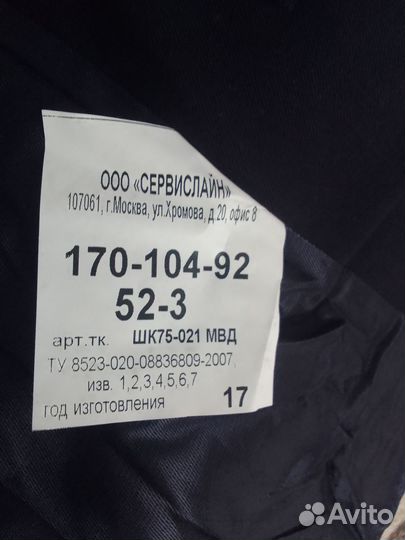 ООО «СЕРВИСЛАЙН»
107061, г.Москва, ул.Хромова, д.20, офис 8
170-104-92
52-3
арт.тк. ШК75-021 МВД
ТУ 8523-020-08836809-2007,
изв. 1,2,3,4,5,6,7
год изготовления 17
Avito